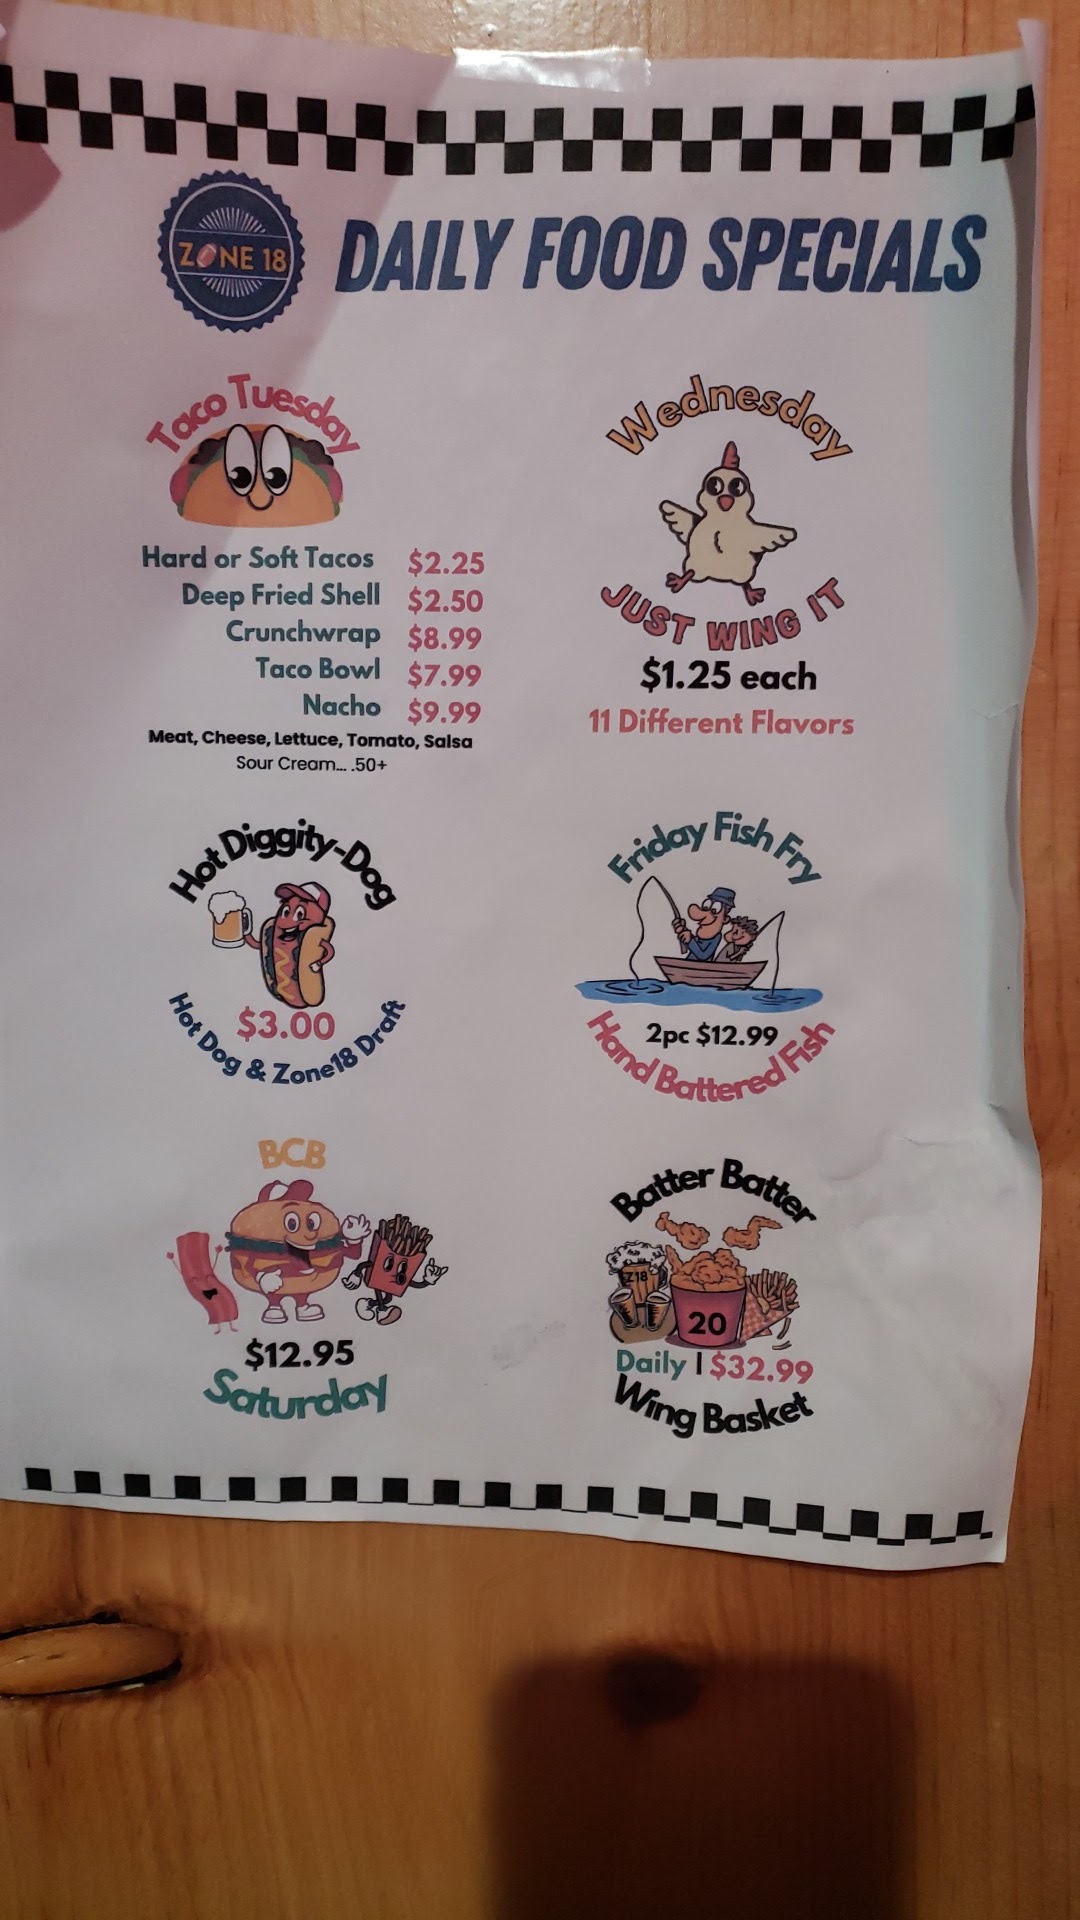 ZONE 18
DAILY FOOD SPECIALS
Taco Tuesday
Hard or Soft Tacos $2.25
Deep Fried Shell $2.50
Crunchwrap $8.99
Taco Bowl $7.99
Nacho $9.99
Meat, Cheese, Lettuce, Tomato, Salsa
Sour Cream... .50+
Wednesday
JUST WING IT
$1.25 each
11 Different Flavors
Hot Diggity-Dog
$3.00
Hot Dog & Zone18 Draft
Friday Fish Fry
2pc $12.99
Hand Battered Fish
BCB
$12.95
Saturday
Batter Batter
Z18
20
Daily | $32.99
Wing Basket